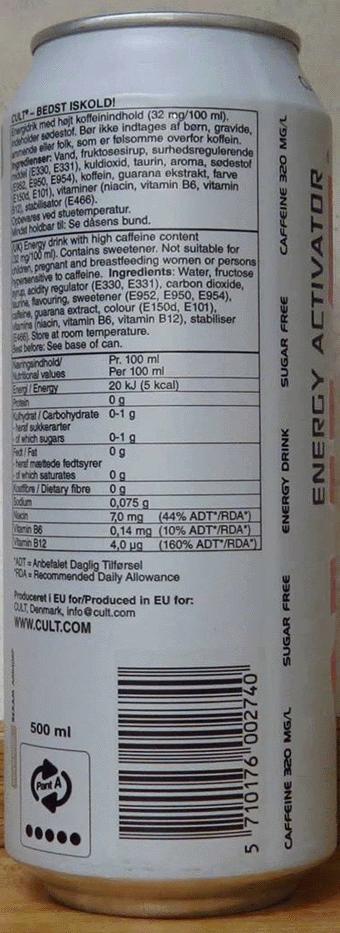 CULT® – BEDST ISKOLD!
Energidrik med højt koffeinindhold (32 mg/100 ml).
Indeholder sødestof. Bør ikke indtages af børn, gravide,
ammende eller folk, som er følsomme overfor koffein.
Ingredienser: Vand, fruktosesirup, surhedsregulerende
middel (E330, E331), kuldioxid, taurin, aroma, sødestof
E952, E950, E954), koffein, guarana ekstrakt, farve
E150d, E101), vitaminer (niacin, vitamin B6, vitamin
B12), stabilisator (E466).
Opbevares ved stuetemperatur.
Mindst holdbar til: Se dåsens bund.
(UK) Energy drink with high caffeine content
(32 mg/100 ml). Contains sweetener. Not suitable for
children, pregnant and breastfeeding women or persons
hypersensitive to caffeine. Ingredients: Water, fructose
syrup, acidity regulator (E330, E331), carbon dioxide,
taurine, flavouring, sweetener (E952, E950, E954),
caffeine, guarana extract, colour (E150d, E101),
vitamins (niacin, vitamin B6, vitamin B12), stabiliser
(E466). Store at room temperature.
Best before: See base of can.
Næringsindhold/ Pr. 100 ml
Nutritional values Per 100 ml
Energi / Energy 20 kJ (5 kcal)
Protein 0 g
Kulhydrat / Carbohydrate 0-1 g
- heraf sukkerarter
- of which sugars 0-1 g
Fedt / Fat 0 g
- heraf mættede fedtsyrer
- of which saturates 0 g
Kostfibre / Dietary fibre 0 g
Sodium 0,075 g
Niacin 7,0 mg (44% ADT*/RDA*)
Vitamin B6 0,14 mg (10% ADT*/RDA*)
Vitamin B12 4,0 µg (160% ADT*/RDA*)
*ADT = Anbefalet Daglig Tilførsel
*RDA = Recommended Daily Allowance
Produceret i EU for/Produced in EU for:
CULT, Denmark, info@cult.com
WWW.CULT.COM
500 ml
Pant A
5 710176 002740
CAFFEINE 320 MG/L SUGAR FREE ENERGY DRINK SUGAR FREE CAFFEINE 320 MG/L
ENERGY ACTIVATOR